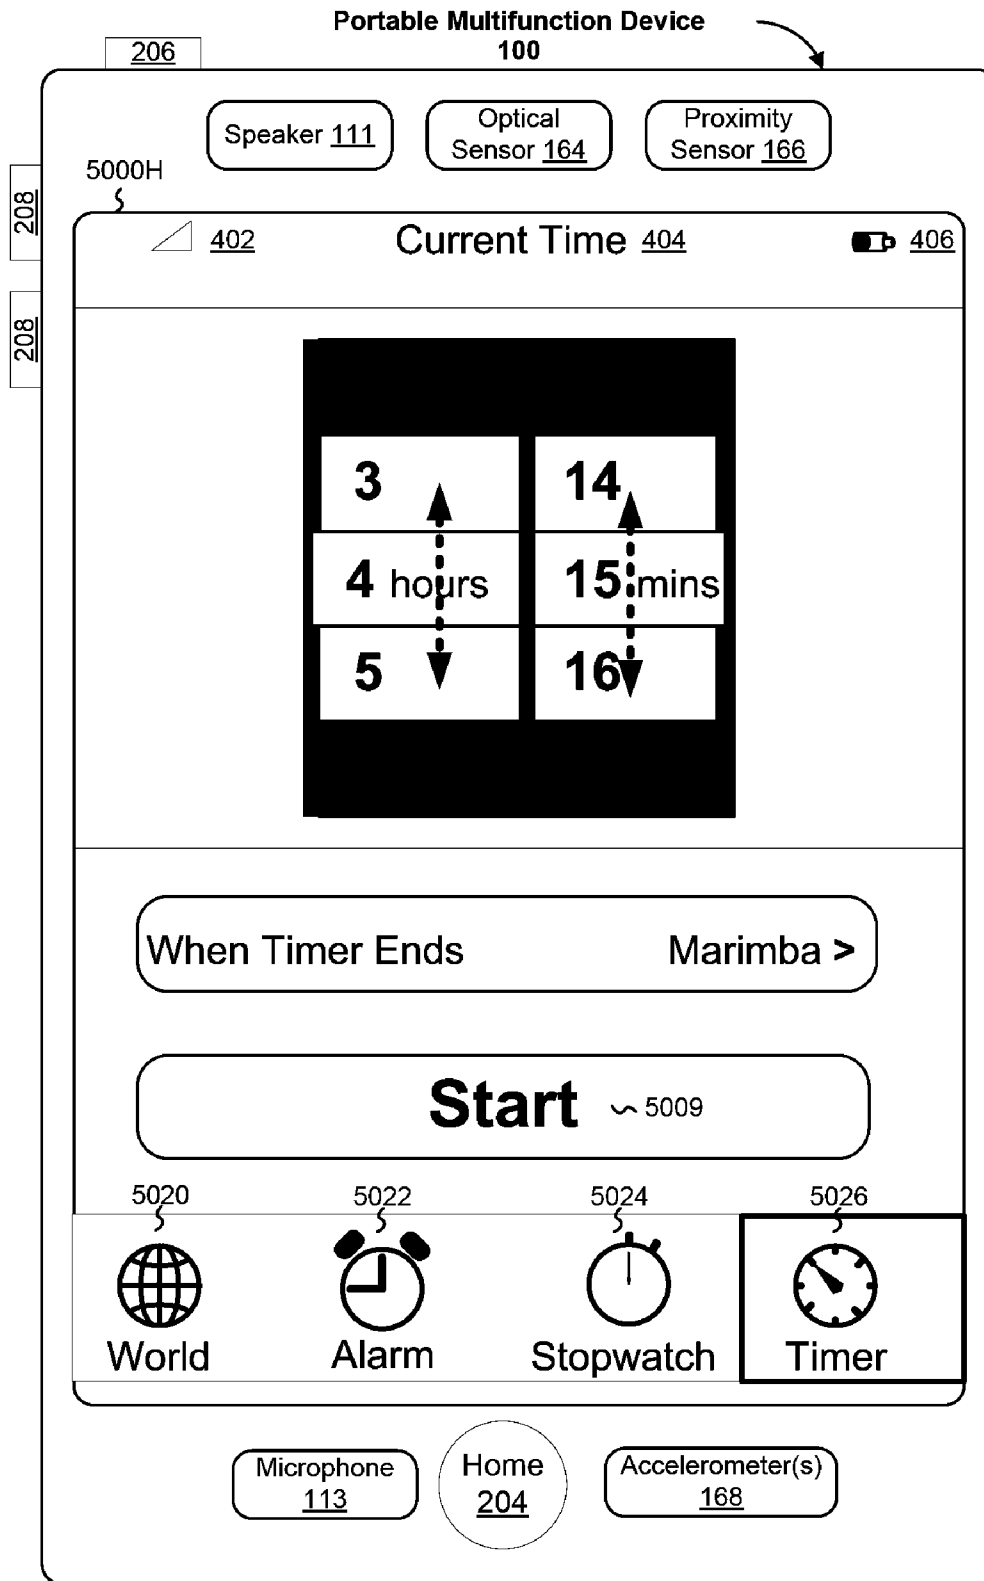 Portable Multifunction Device
100
206
Speaker 111
Optical
Sensor 164
Proximity
Sensor 166
5000H
208
208
402
Current Time 404
406
3
14
4 hours
15 mins
5
16
When Timer Ends
Marimba >
Start
5009
5020
5022
5024
5026
World
Alarm
Stopwatch
Timer
Microphone
113
Home
204
Accelerometer(s)
168